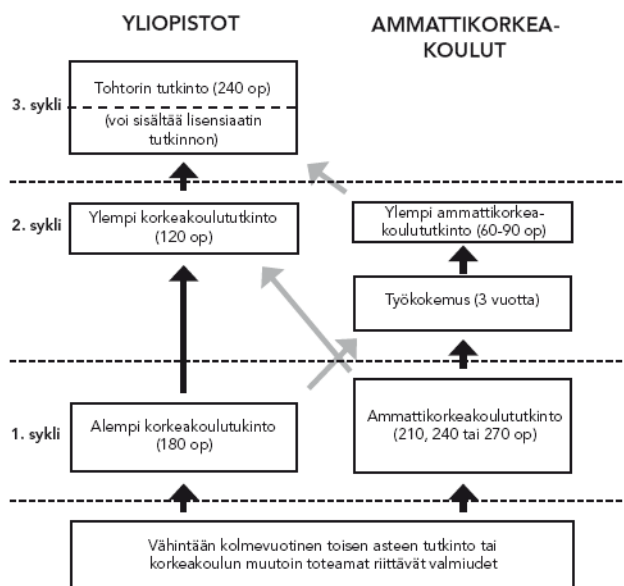 YLIOPISTOT
AMMATTIKORKEA-
KOULUT
3. sykli
Tohtorin tutkinto (240 op)
(voi sisältää lisensiaatin
tutkinnon)
2. sykli
Ylempi korkeakoulututkinto
(120 op)
Ylempi ammattikorkea-
koulututkinto (60-90 op)
Työkokemus (3 vuotta)
1. sykli
Alempi korkeakoulutukinto
(180 op)
Ammattikorkeakoulututkinto
(210, 240 tai 270 op)
Vähintään kolmevuotinen toisen asteen tutkinto tai
korkeakoulun muutoin toteamat riittävät valmiudet